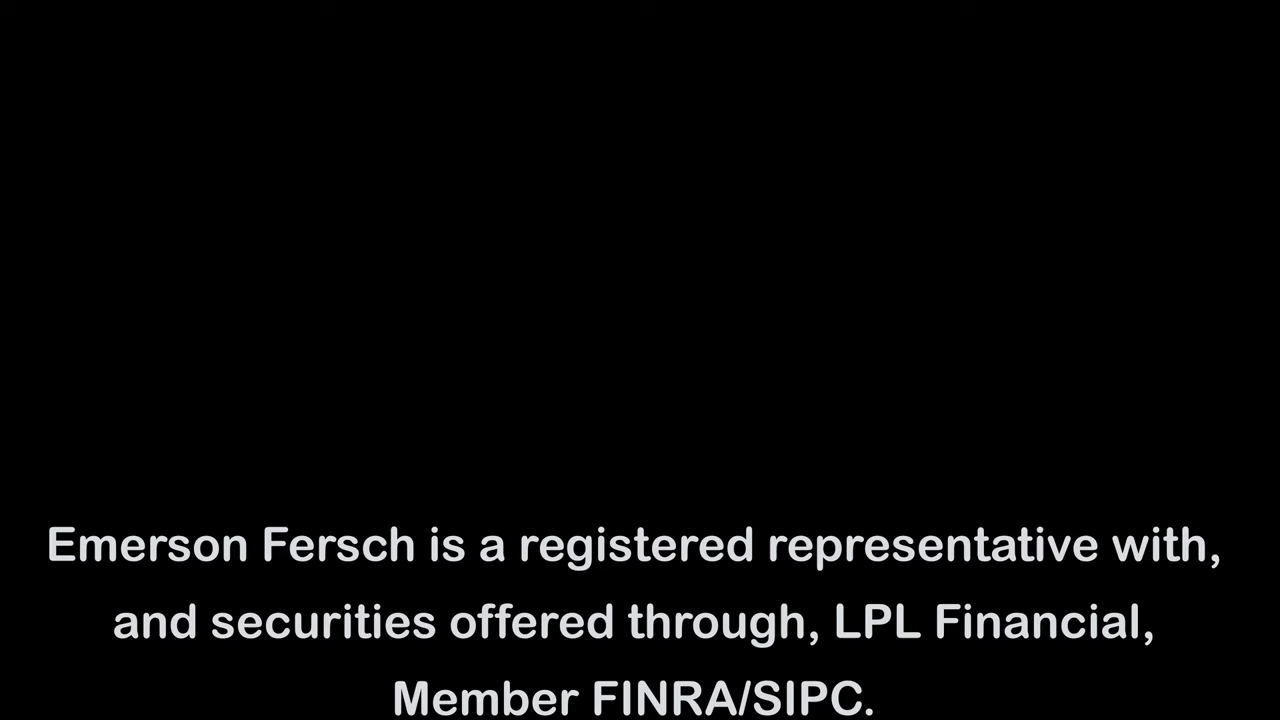 Emerson Fersch is a registered representative with,
and securities offered through, LPL Financial,
Member FINRA/SIPC.